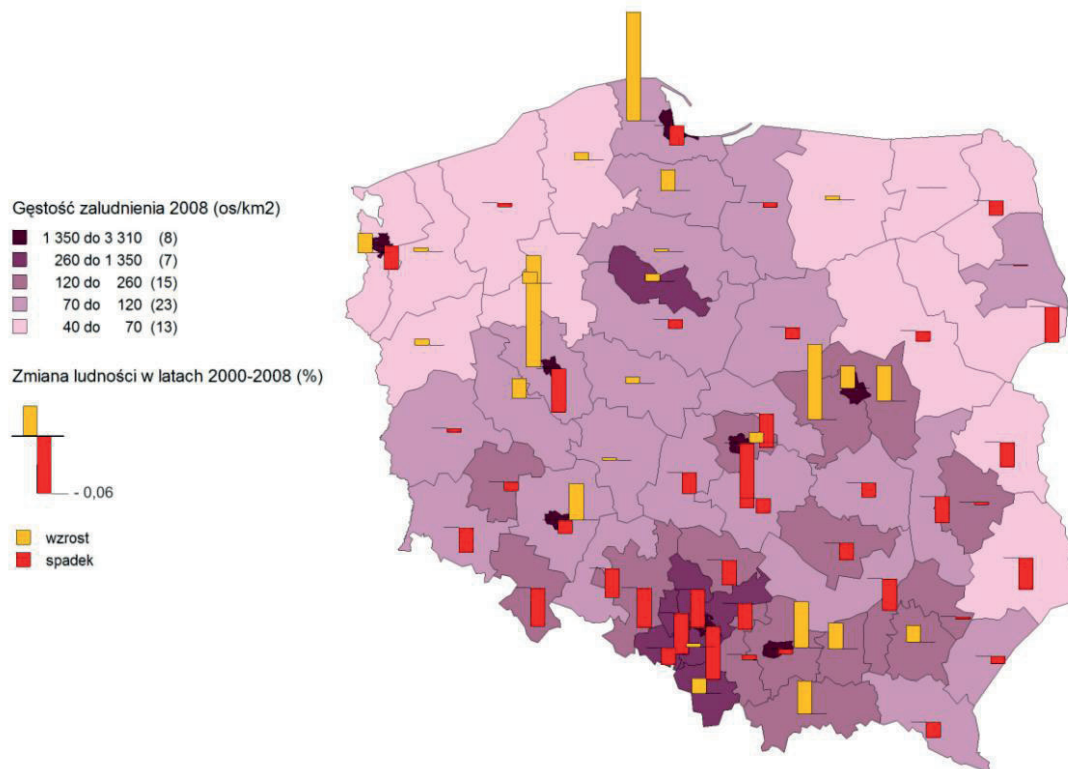 Gęstość zaludnienia 2008 (os/km2)
1 350 do 3 310 (8)
260 do 1 350 (7)
120 do 260 (15)
70 do 120 (23)
40 do 70 (13)
Zmiana ludności w latach 2000-2008 (%)
- 0,06
wzrost
spadek